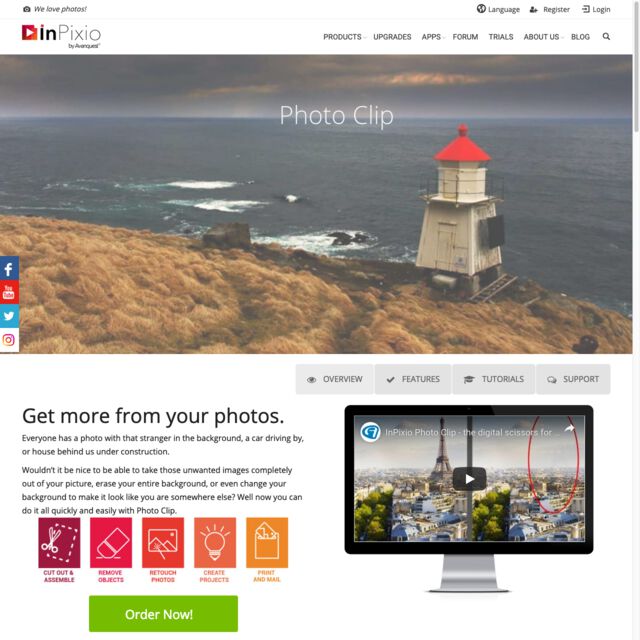 We love photos!
Language Register Login
inPixio
by Avanquest
PRODUCTS UPGRADES APPS FORUM TRIALS ABOUT US BLOG
Photo Clip
You
Tube
OVERVIEW FEATURES TUTORIALS SUPPORT
Get more from your photos.
Everyone has a photo with that stranger in the background, a car driving by,
or house behind us under construction.
Wouldn't it be nice to be able to take those unwanted images completely
out of your picture, erase your entire background, or even change your
background to make it look like you are somewhere else? Well now you can
do it all quickly and easily with Photo Clip.
InPixio Photo Clip - the digital scissors for ...
CUT OUT &
ASSEMBLE
REMOVE
OBJECTS
RETOUCH
PHOTOS
CREATE
PROJECTS
PRINT
AND MAIL
Order Now!